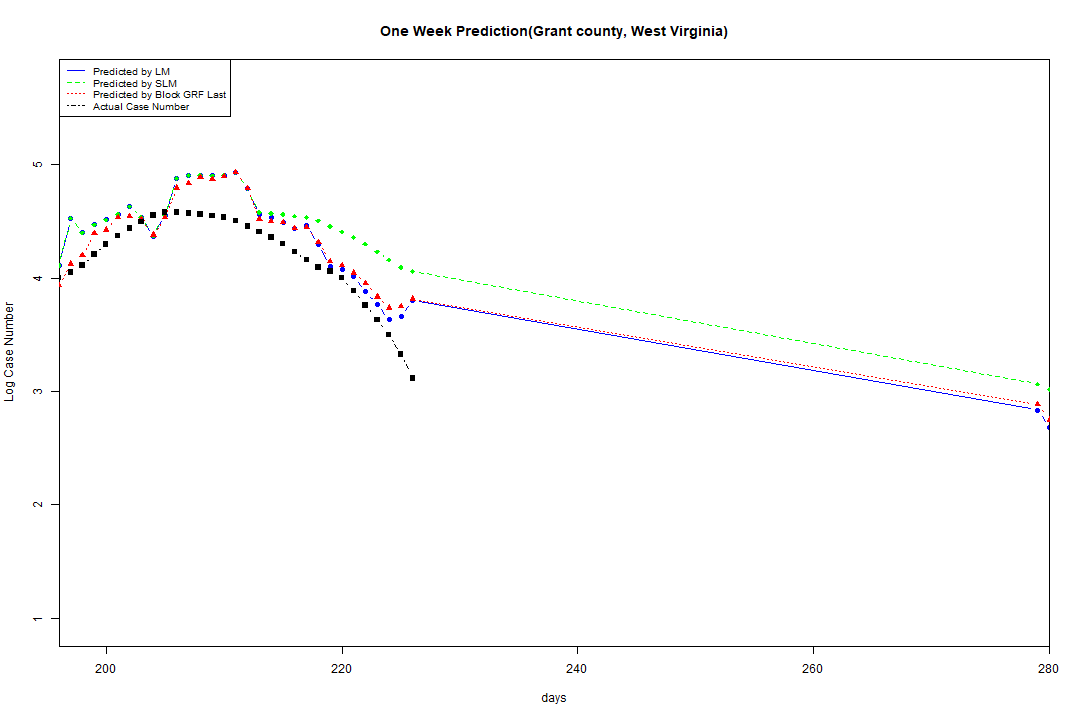 One Week Prediction(Grant county, West Virginia)
Predicted by LM
Predicted by SLM
Predicted by Block GRF Last
Actual Case Number
5
4
3
2
1
Log Case Number
200 220 240 260 280
days